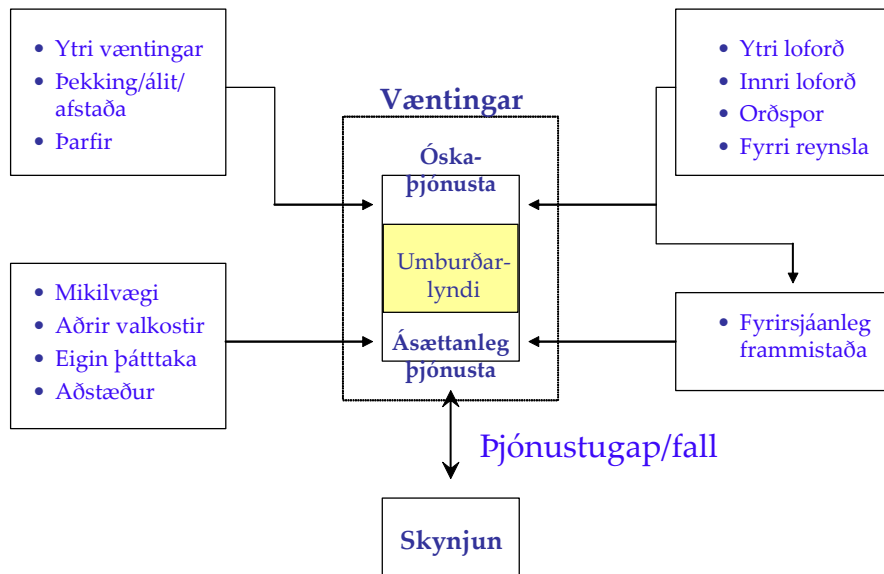 • Ytri væntingar
• Þekking/álit/
afstaða
• Þarfir
Væntingar
• Ytri loforð
• Innri loforð
• Orðspor
• Fyrri reynsla
Óska-
þjónusta
Umburðar-
lyndi
Ásættanleg
þjónusta
• Mikilvægi
• Aðrir valkostir
• Eigin þátttaka
• Aðstæður
• Fyrirsjáanleg
frammistaða
Þjónustugap/fall
Skynjun